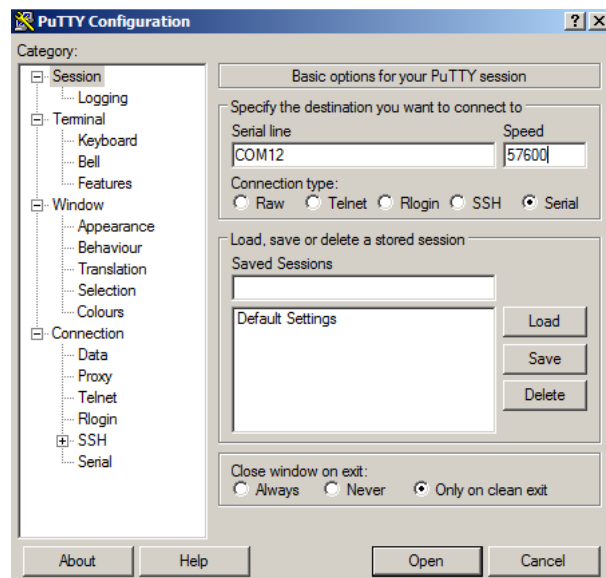 PuTTY Configuration
Category:
Session
Logging
Terminal
Keyboard
Bell
Features
Window
Appearance
Behaviour
Translation
Selection
Colours
Connection
Data
Proxy
Telnet
Rlogin
SSH
Serial
Basic options for your PuTTY session
Specify the destination you want to connect to
Serial line Speed
COM12 57600
Connection type:
Raw Telnet Rlogin SSH Serial
Load, save or delete a stored session
Saved Sessions
Default Settings
Load
Save
Delete
Close window on exit:
Always Never Only on clean exit
About Help Open Cancel